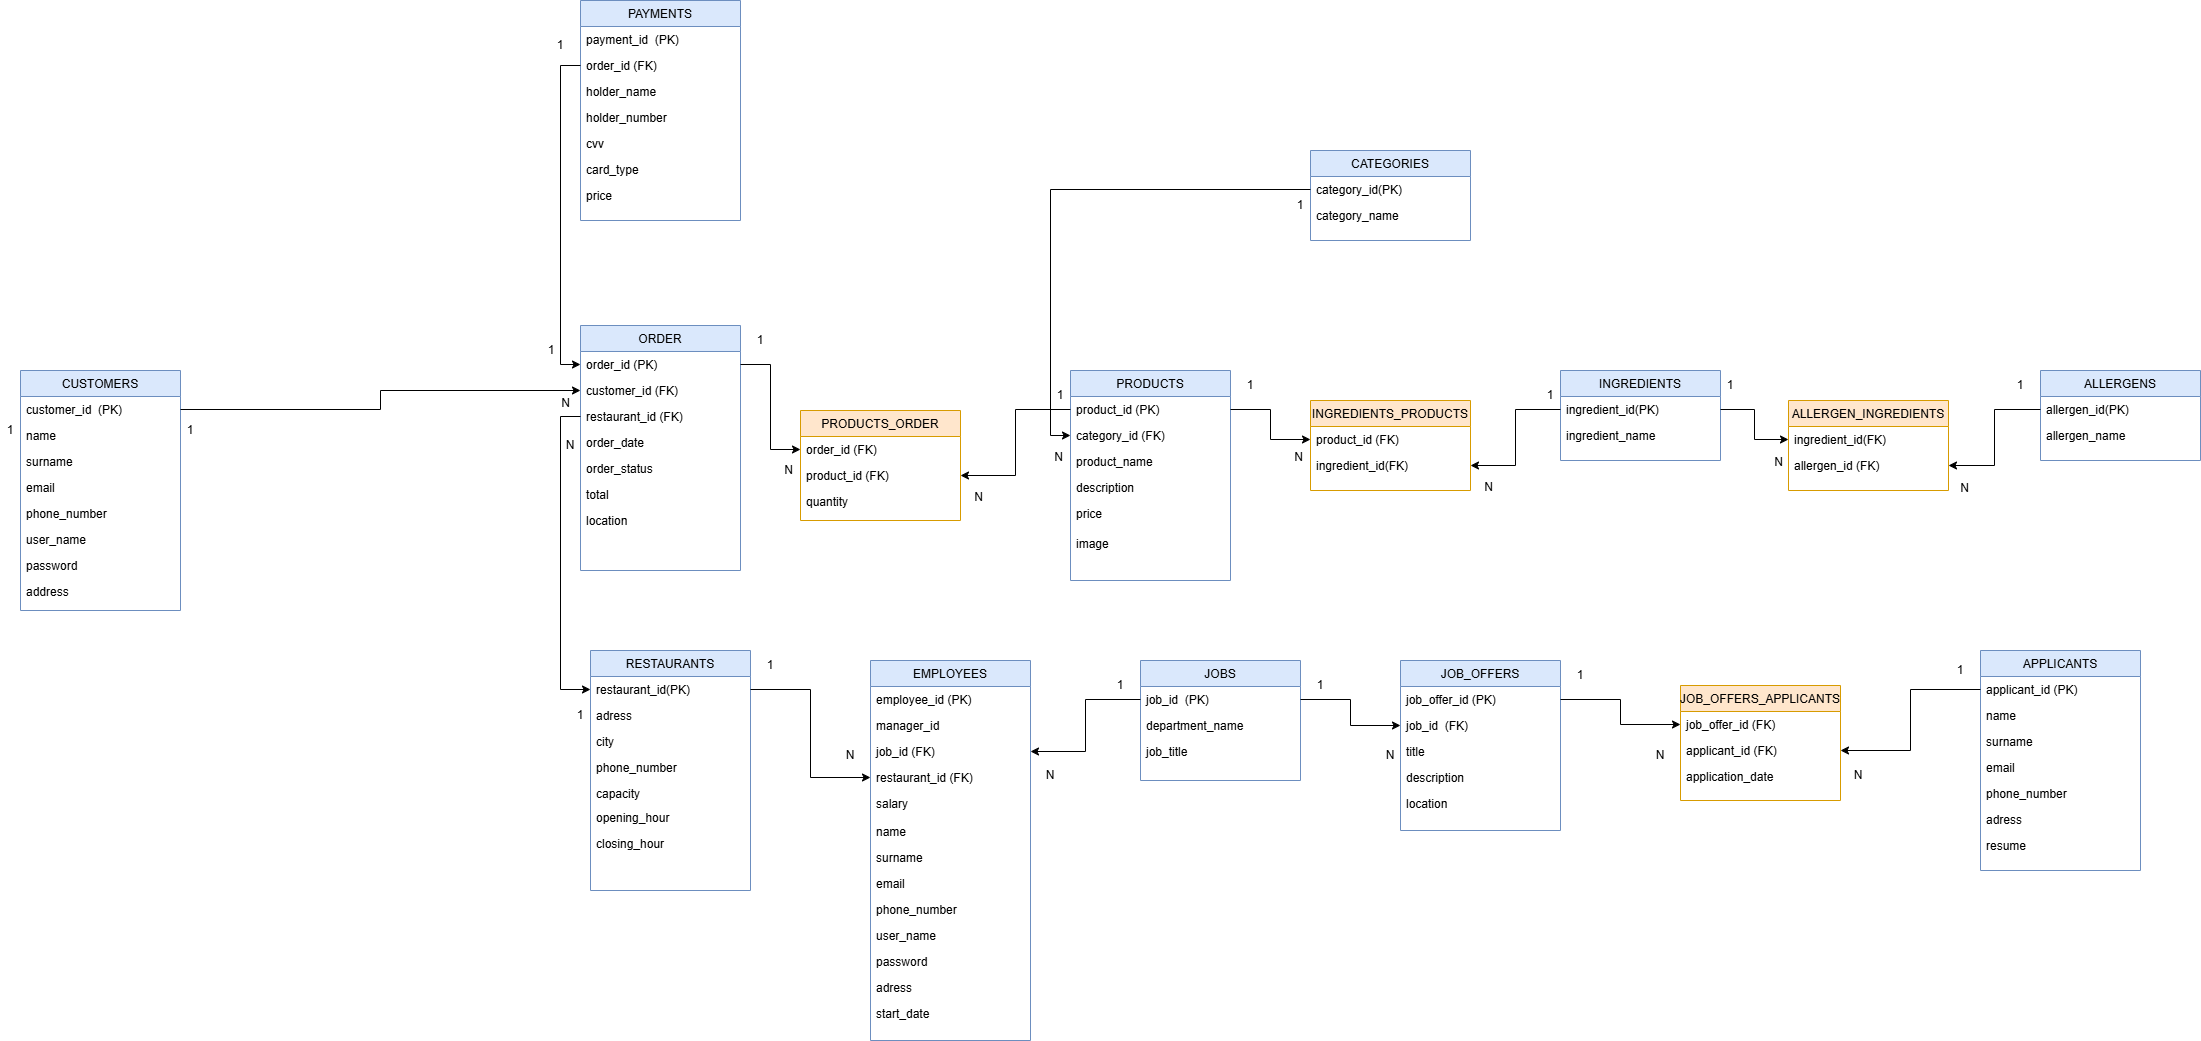 PAYMENTS
payment_id  (PK)
order_id (FK)
holder_name
holder_number
cvv
card_type
price
1
1
CATEGORIES
category_id(PK)
category_name
1
CUSTOMERS
customer_id  (PK)
name
surname
email
phone_number
user_name
password
address
1
1
ORDER
order_id (PK)
customer_id (FK)
restaurant_id (FK)
order_date
order_status
total
location
N
N
1
PRODUCTS_ORDER
order_id (FK)
product_id (FK)
quantity
N
N
PRODUCTS
product_id (PK)
category_id (FK)
product_name
description
price
image
1
N
1
INGREDIENTS_PRODUCTS
product_id (FK)
ingredient_id(FK)
N
N
INGREDIENTS
ingredient_id(PK)
ingredient_name
1
1
ALLERGEN_INGREDIENTS
ingredient_id(FK)
allergen_id (FK)
N
N
ALLERGENS
allergen_id(PK)
allergen_name
1
RESTAURANTS
restaurant_id(PK)
adress
city
phone_number
capacity
opening_hour
closing_hour
1
1
EMPLOYEES
employee_id (PK)
manager_id
job_id (FK)
restaurant_id (FK)
salary
name
surname
email
phone_number
user_name
password
adress
start_date
N
N
JOBS
job_id  (PK)
department_name
job_title
1
1
JOB_OFFERS
job_offer_id (PK)
job_id  (FK)
title
description
location
N
1
JOB_OFFERS_APPLICANTS
job_offer_id (FK)
applicant_id (FK)
application_date
N
N
APPLICANTS
applicant_id (PK)
name
surname
email
phone_number
adress
resume
1